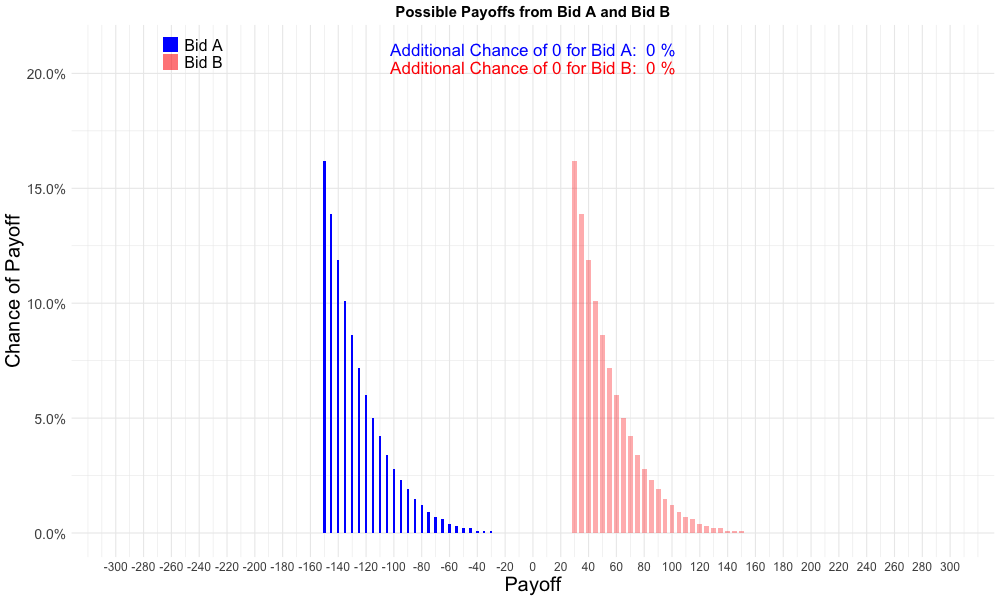 Possible Payoffs from Bid A and Bid B
Bid A
Bid B
Additional Chance of 0 for Bid A: 0 %
Additional Chance of 0 for Bid B: 0 %
Chance of Payoff
20.0%
15.0%
10.0%
5.0%
0.0%
-300 -280 -260 -240 -220 -200 -180 -160 -140 -120 -100 -80 -60 -40 -20 0 20 40 60 80 100 120 140 160 180 200 220 240 260 280 300
Payoff